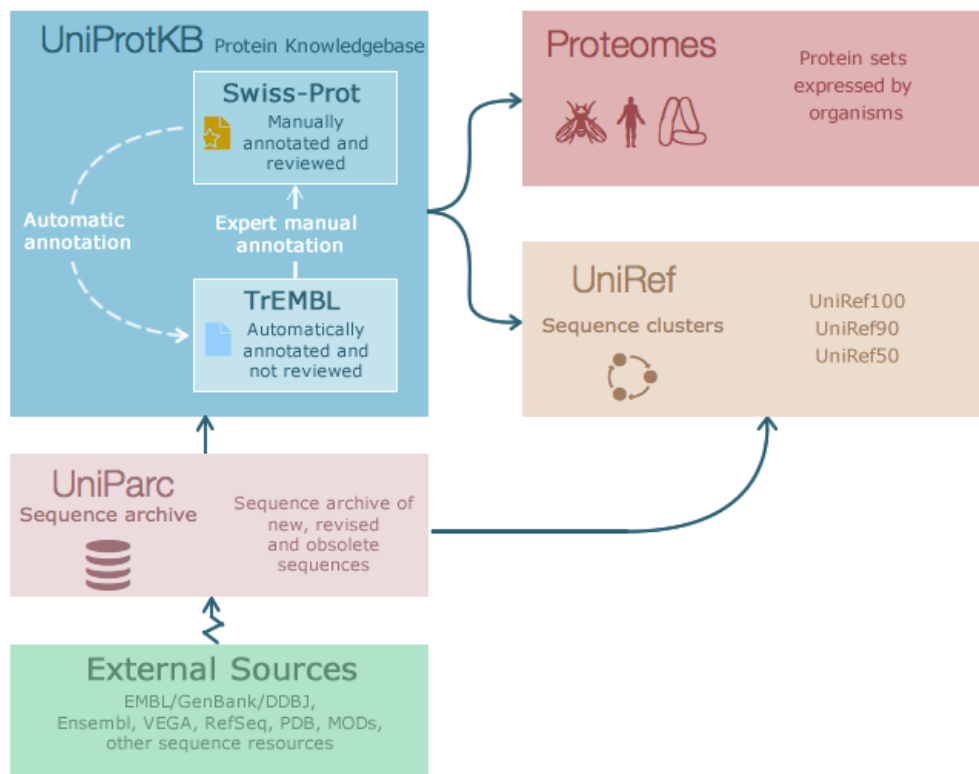 UniProtKB Protein Knowledgebase
Swiss-Prot
Manually
annotated and
reviewed
Automatic
annotation
Expert manual
annotation
TrEMBL
Automatically
annotated and
not reviewed
Proteomes
Protein sets
expressed by
organisms
UniRef
Sequence clusters
UniRef100
UniRef90
UniRef50
UniParc
Sequence archive
Sequence archive of
new, revised
and obsolete
sequences
External Sources
EMBL/GenBank/DDBJ,
Ensembl, VEGA, RefSeq, PDB, MODs,
other sequence resources